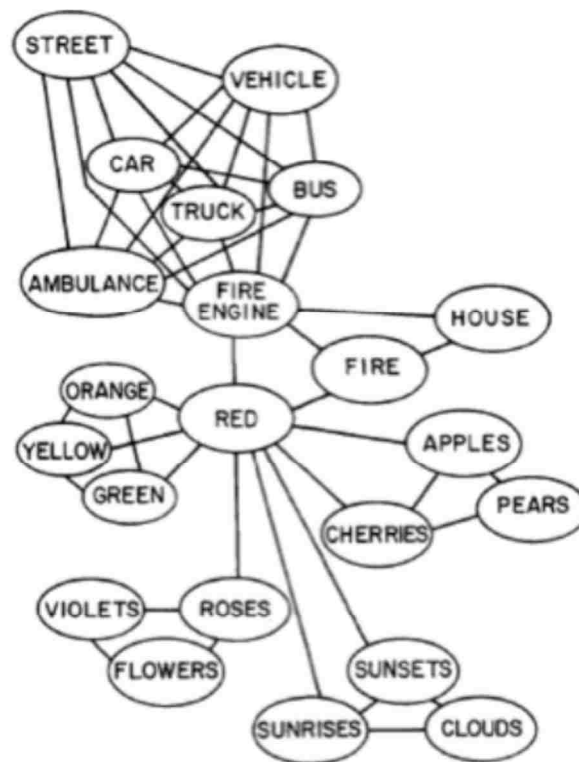 STREET
VEHICLE
CAR
BUS
TRUCK
AMBULANCE
FIRE
ENGINE
HOUSE
FIRE
ORANGE
RED
YELLOW
APPLES
GREEN
PEARS
CHERRIES
VIOLETS
ROSES
FLOWERS
SUNSETS
SUNRISES
CLOUDS